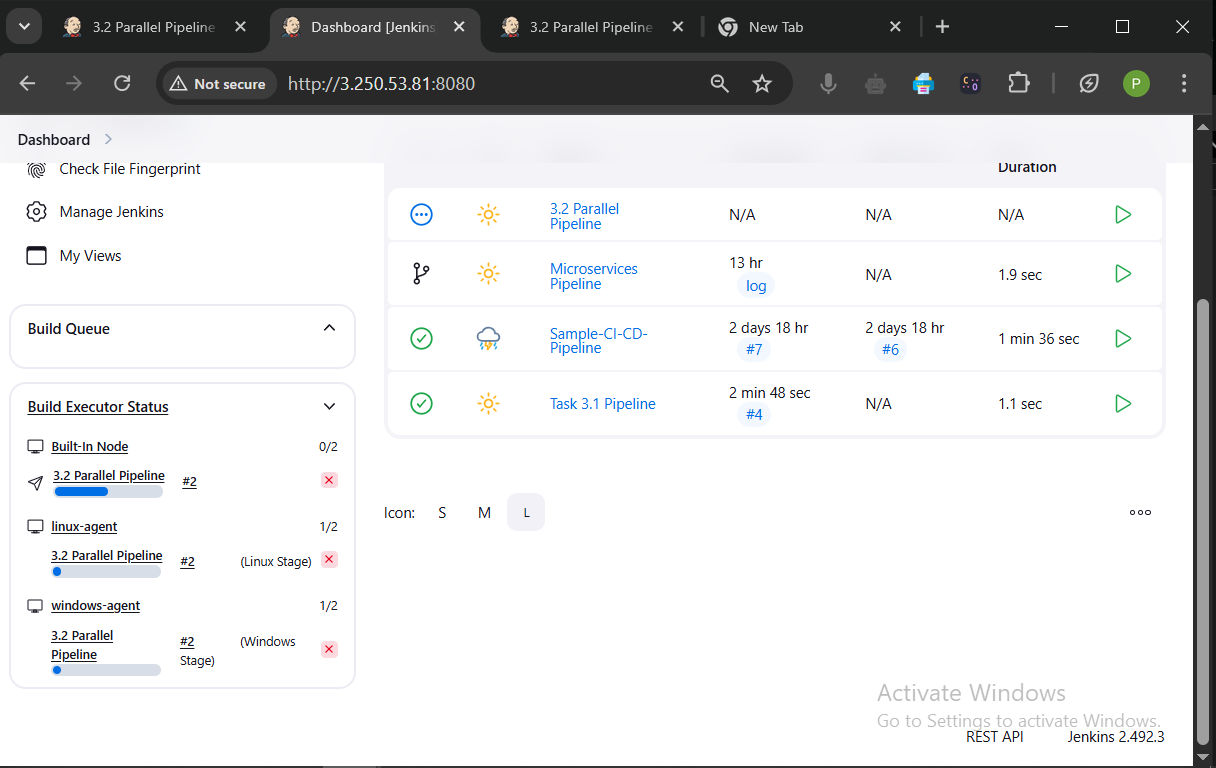 3.2 Parallel Pipeline
Dashboard [Jenkins
3.2 Parallel Pipeline
New Tab
Not secure
http://3.250.53.81:8080
P
Dashboard
Check File Fingerprint
Manage Jenkins
My Views
Build Queue
Build Executor Status
Built-In Node 0/2
3.2 Parallel Pipeline #2
linux-agent 1/2
3.2 Parallel Pipeline #2 (Linux Stage)
windows-agent 1/2
3.2 Parallel
Pipeline
#2 (Windows
Stage)
Duration
3.2 Parallel
Pipeline
N/A N/A N/A
Microservices
Pipeline
13 hr
log
N/A 1.9 sec
Sample-CI-CD-
Pipeline
2 days 18 hr
#7
2 days 18 hr
#6
1 min 36 sec
Task 3.1 Pipeline
2 min 48 sec
#4
N/A 1.1 sec
Icon: S M L
Activate Windows
Go to Settings to activate Windows.
REST API Jenkins 2.492.3